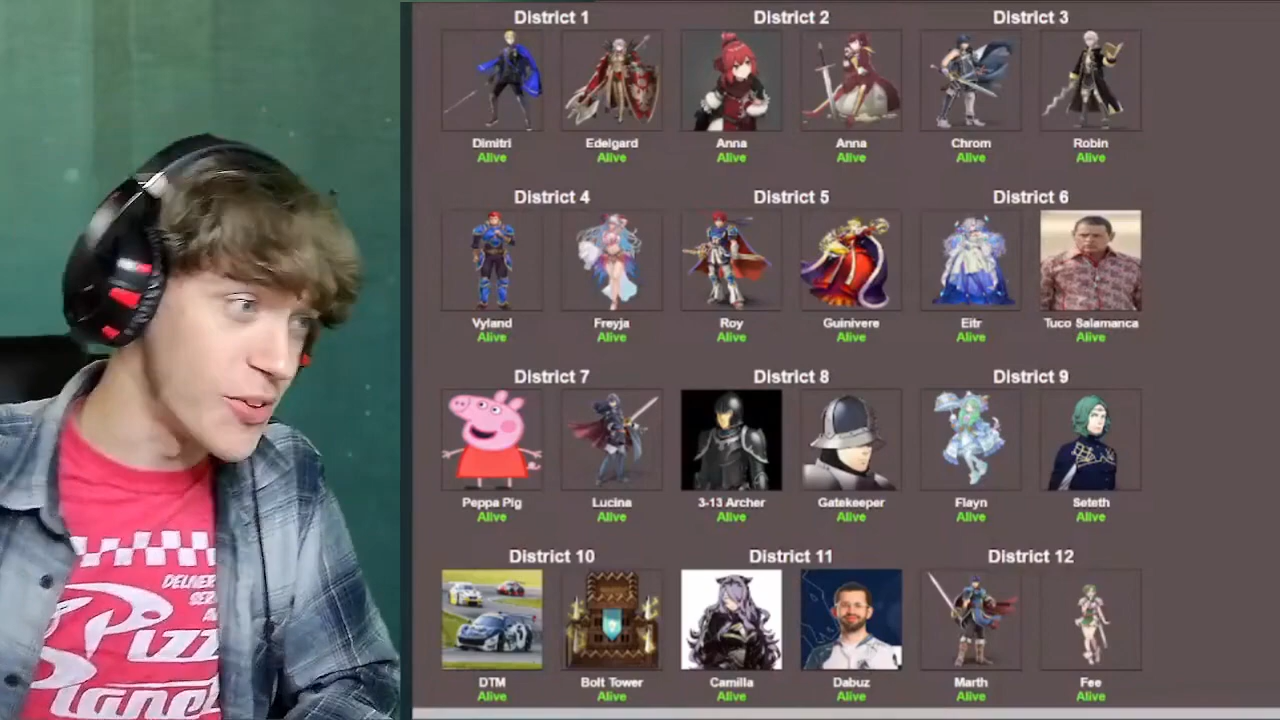 District 1 District 2 District 3
Dimitri Edelgard Anna Anna Chrom Robin
Alive Alive Alive Alive Alive Alive
District 4 District 5 District 6
Vyland Freyja Roy Guinivere Eitr Tuco Salamanca
Alive Alive Alive Alive Alive Alive
District 7 District 8 District 9
Peppa Pig Lucina 3-13 Archer Gatekeeper Flayn Seteth
Alive Alive Alive Alive Alive Alive
District 10 District 11 District 12
DTM Bolt Tower Camilla Dabuz Marth Fee
Alive Alive Alive Alive Alive Alive
Pizz
Planet